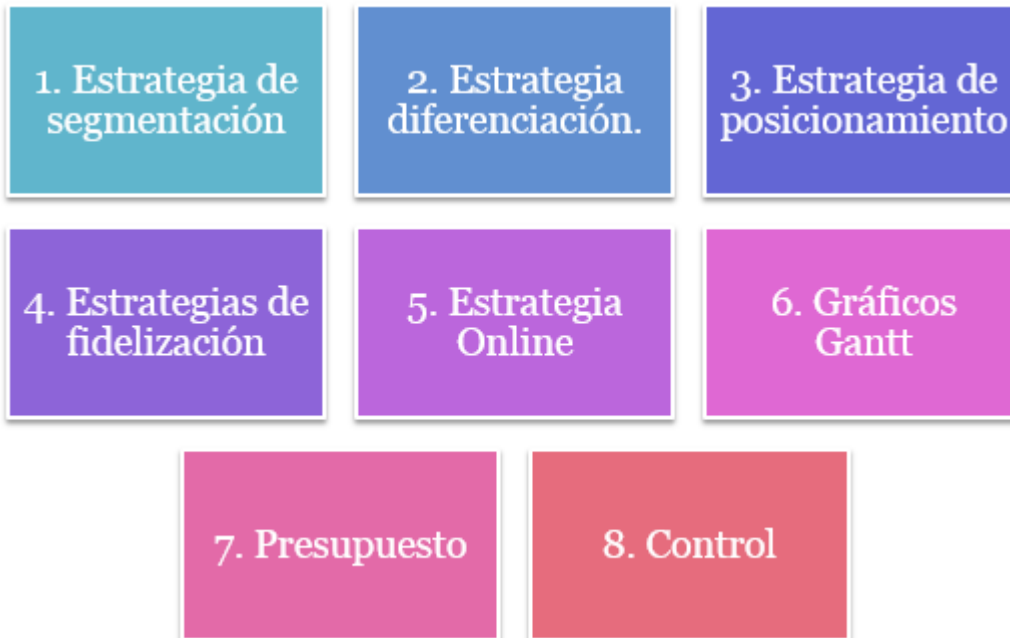 1. Estrategia de
segmentación
2. Estrategia
diferenciación.
3. Estrategia de
posicionamiento
4. Estrategias de
fidelización
5. Estrategia
Online
6. Gráficos
Gantt
7. Presupuesto
8. Control